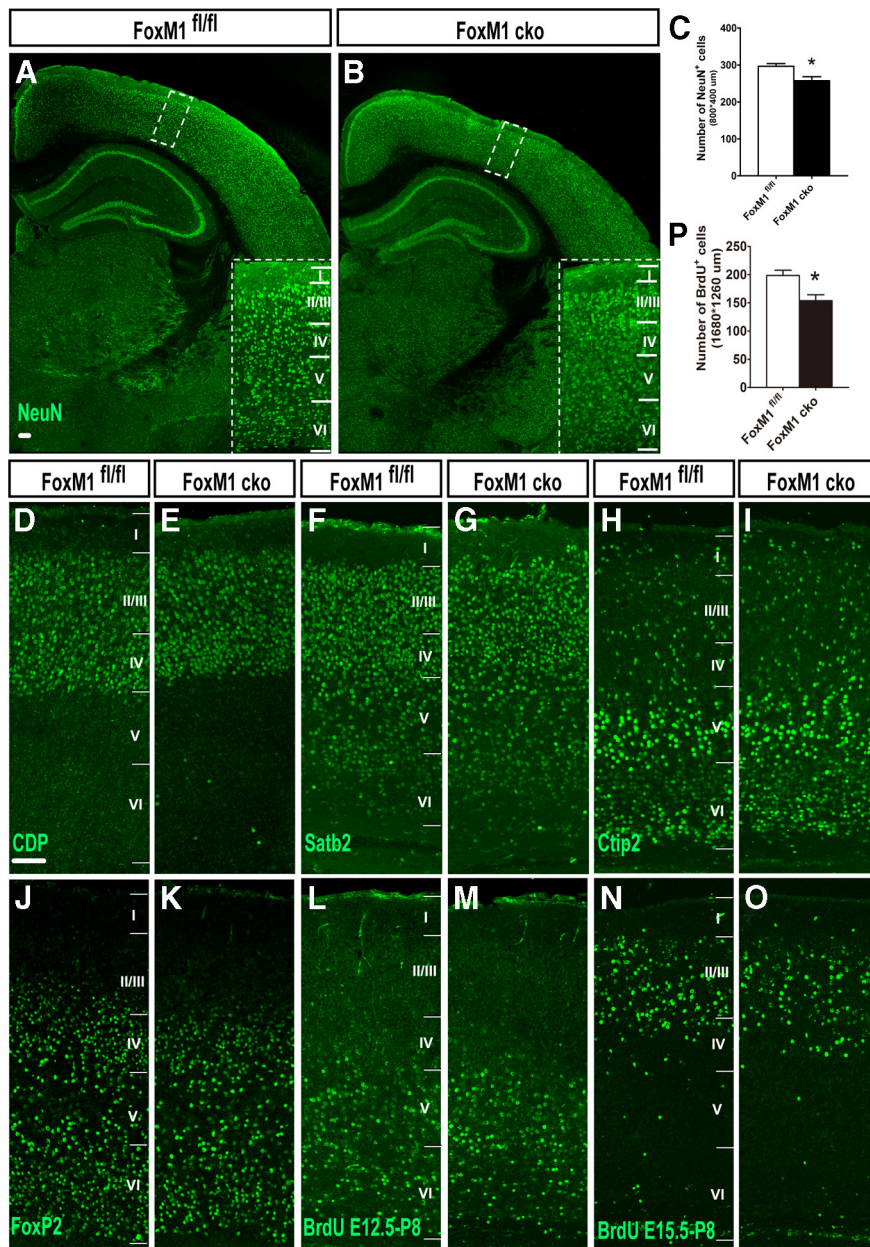 FoxM1 fl/fl
FoxM1 cko
A
B
C
NeuN
I
II/III
IV
V
VI
I
II/III
IV
V
VI
Number of NeuN+ cells
(800*400 um)
400
300
200
100
0
*
FoxM1 fl/fl
FoxM1 cko
P
Number of BrdU+ cells
(1680*1260 um)
250
200
150
100
50
0
*
FoxM1 fl/fl
FoxM1 cko
FoxM1 fl/fl
FoxM1 cko
FoxM1 fl/fl
FoxM1 cko
FoxM1 fl/fl
FoxM1 cko
D
E
F
G
H
I
I
II/III
IV
V
VI
CDP
I
II/III
IV
V
VI
Satb2
I
II/III
IV
V
VI
Ctip2
J
K
L
M
N
O
I
II/III
IV
V
VI
FoxP2
I
II/III
IV
V
VI
BrdU E12.5-P8
I
II/III
IV
V
VI
BrdU E15.5-P8